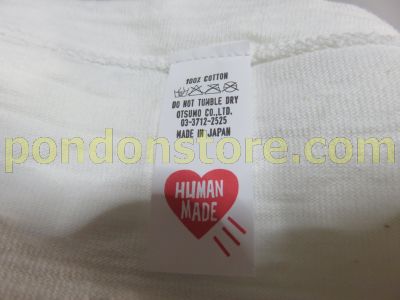 100% COTTON
DO NOT TUMBLE DRY
OTSUMO CO.,LTD.
03-3712-2525
MADE IN JAPAN
pondonstore.com
HUMAN
MADE